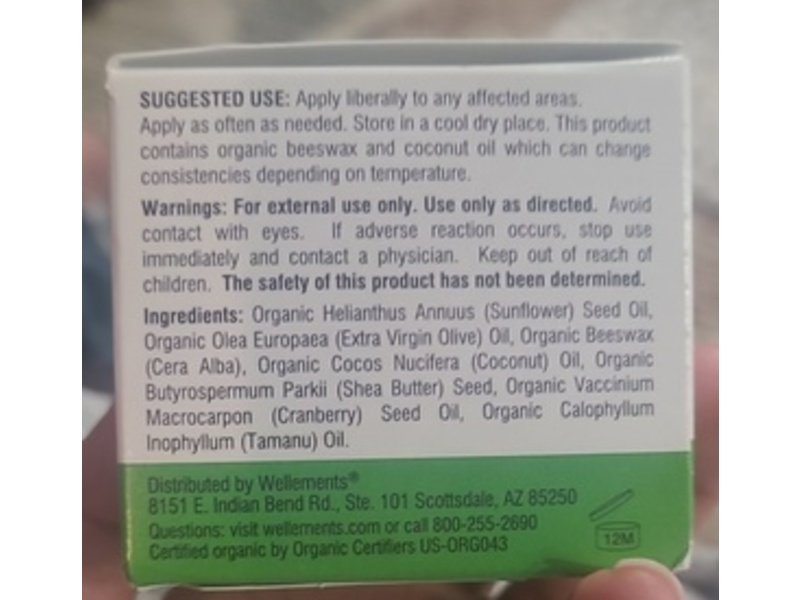 SUGGESTED USE: Apply liberally to any affected areas.
Apply as often as needed. Store in a cool dry place. This product
contains organic beeswax and coconut oil which can change
consistencies depending on temperature.
Warnings: For external use only. Use only as directed. Avoid
contact with eyes. If adverse reaction occurs, stop use
immediately and contact a physician. Keep out of reach of
children. The safety of this product has not been determined.
Ingredients: Organic Helianthus Annuus (Sunflower) Seed Oil,
Organic Olea Europaea (Extra Virgin Olive) Oil, Organic Beeswax
(Cera Alba), Organic Cocos Nucifera (Coconut) Oil, Organic
Butyrospermum Parkii (Shea Butter) Seed, Organic Vaccinium
Macrocarpon (Cranberry) Seed Oil, Organic Calophyllum
Inophyllum (Tamanu) Oil.
Distributed by Wellements®
8151 E. Indian Bend Rd., Ste. 101 Scottsdale, AZ 85250
Questions: visit wellements.com or call 800-255-2690
Certified organic by Organic Certifiers US-ORG043
12M